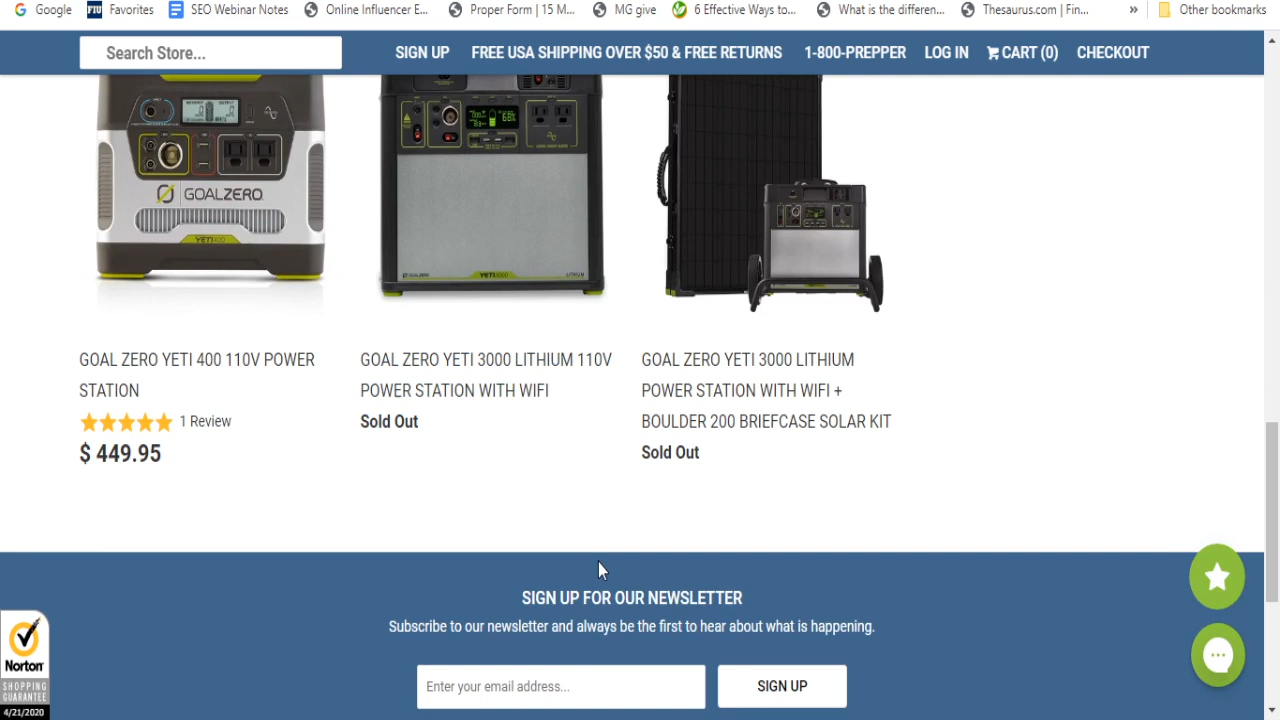 Google Favorites SEO Webinar Notes Online Influencer E... Proper Form | 15 M... MG give 6 Effective Ways to... What is the differen... Thesaurus.com | Fin... » Other bookmarks
Search Store... SIGN UP FREE USA SHIPPING OVER $50 & FREE RETURNS 1-800-PREPPER LOG IN CART (0) CHECKOUT
GOALZERO
YETI 400
YETI 3000
LITHIUM
GOAL ZERO YETI 400 110V POWER
STATION
1 Review
$ 449.95
GOAL ZERO YETI 3000 LITHIUM 110V
POWER STATION WITH WIFI
Sold Out
GOAL ZERO YETI 3000 LITHIUM
POWER STATION WITH WIFI +
BOULDER 200 BRIEFCASE SOLAR KIT
Sold Out
SIGN UP FOR OUR NEWSLETTER
Subscribe to our newsletter and always be the first to hear about what is happening.
Enter your email address... SIGN UP
Norton
SHOPPING
GUARANTEE
4/21/2020